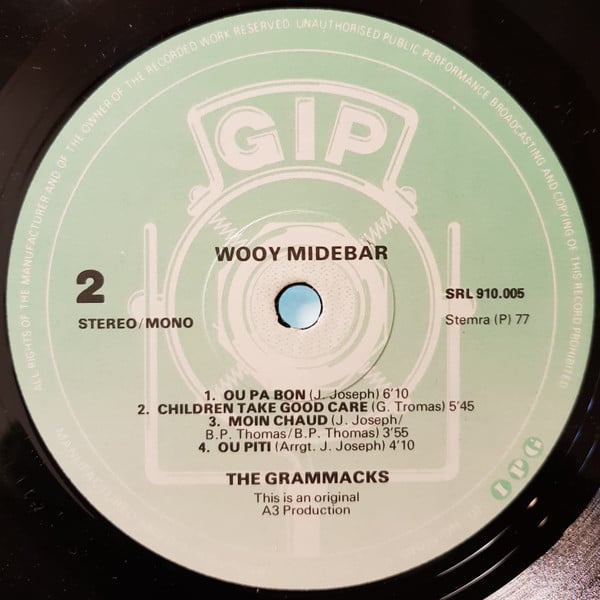 ALL RIGHTS OF THE MANUFACTURER AND OF THE OWNER OF THE RECORDED WORK RESERVED. UNAUTHORISED PUBLIC PERFORMANCE BROADCASTING AND COPYING OF THIS RECORD PROHIBITED
GIP
WOOY MIDEBAR
2
STEREO/MONO
SRL 910.005
Stemra (P) 77
1. OU PA BON (J. Joseph) 6'10
2. CHILDREN TAKE GOOD CARE (G. Tromas) 5'45
3. MOIN CHAUD (J. Joseph/
B.P. Thomas/B.P. Thomas) 3'55
4. OU PITI (Arrgt. J. Joseph) 4'10
THE GRAMMACKS
This is an original
A3 Production
IPG